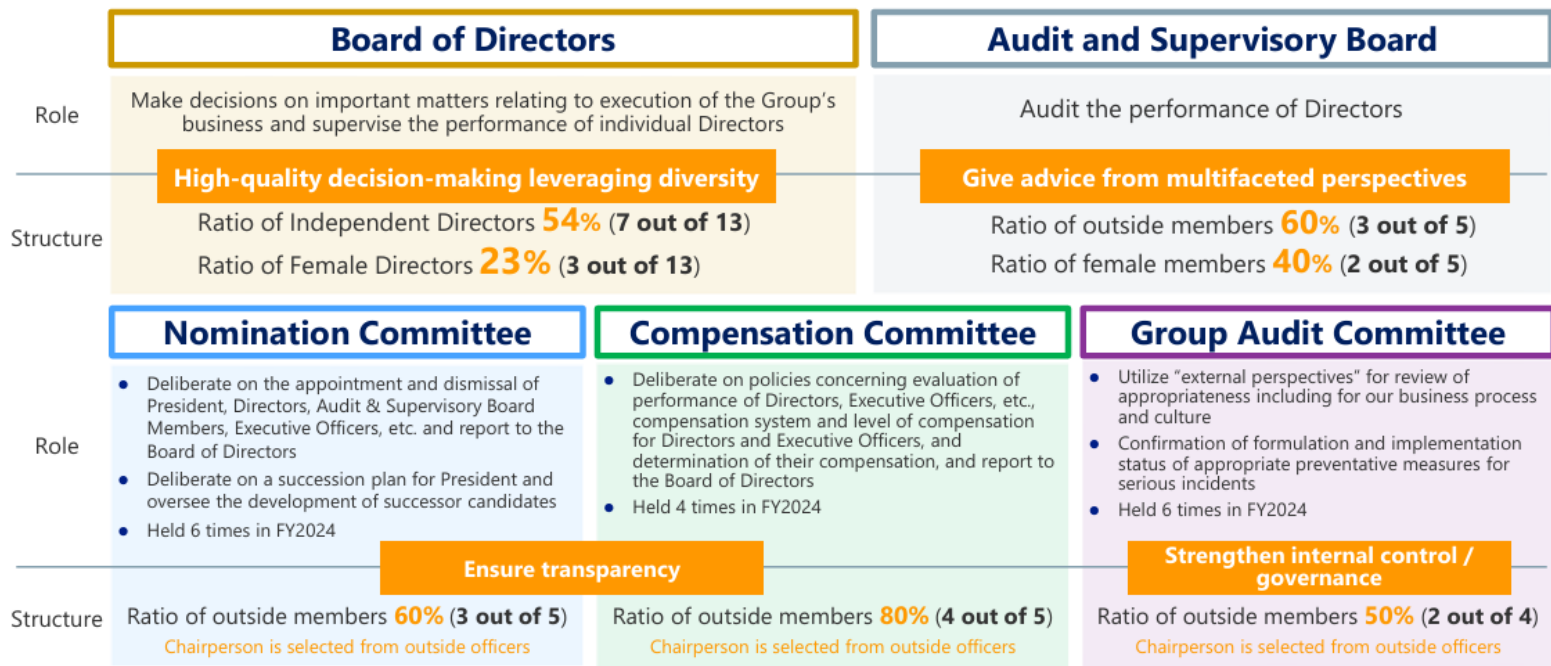 Board of Directors
Audit and Supervisory Board
Role
Make decisions on important matters relating to execution of the Group's
business and supervise the performance of individual Directors
Audit the performance of Directors
High-quality decision-making leveraging diversity
Give advice from multifaceted perspectives
Structure
Ratio of Independent Directors 54% (7 out of 13)
Ratio of Female Directors 23% (3 out of 13)
Ratio of outside members 60% (3 out of 5)
Ratio of female members 40% (2 out of 5)
Nomination Committee
Compensation Committee
Group Audit Committee
Role
• Deliberate on the appointment and dismissal of
President, Directors, Audit & Supervisory Board
Members, Executive Officers, etc. and report to the
Board of Directors
• Deliberate on a succession plan for President and
oversee the development of successor candidates
• Held 6 times in FY2024
• Deliberate on policies concerning evaluation of
performance of Directors, Executive Officers, etc.,
compensation system and level of compensation
for Directors and Executive Officers, and
determination of their compensation, and report to
the Board of Directors
• Held 4 times in FY2024
• Utilize “external perspectives” for review of
appropriateness including for our business process
and culture
• Confirmation of formulation and implementation
status of appropriate preventative measures for
serious incidents
• Held 6 times in FY2024
Ensure transparency
Strengthen internal control /
governance
Structure
Ratio of outside members 60% (3 out of 5)
Chairperson is selected from outside officers
Ratio of outside members 80% (4 out of 5)
Chairperson is selected from outside officers
Ratio of outside members 50% (2 out of 4)
Chairperson is selected from outside officers